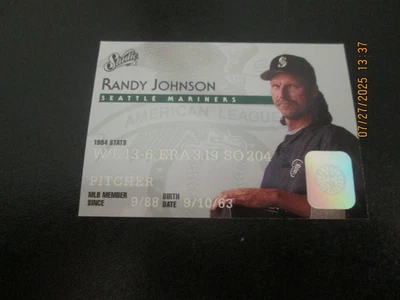 Studio
RANDY JOHNSON
SEATTLE MARINERS
AMERICAN LEAGUE
1994 STATS
W/L 13-6 ERA 3.19 SO 204
PITCHER
MLB MEMBER SINCE 9/88 BIRTH DATE 9/10/63
07/27/2025 13:37